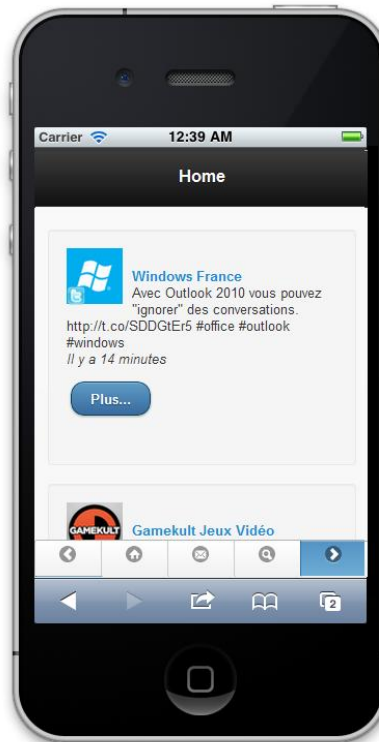 Carrier 12:39 AM
Home
Windows France
Avec Outlook 2010 vous pouvez
"ignorer" des conversations.
http://t.co/SDDGtEr5 #office #outlook
#windows
Il y a 14 minutes
Plus...
GAMEKULT
Gamekult Jeux Vidéo
2